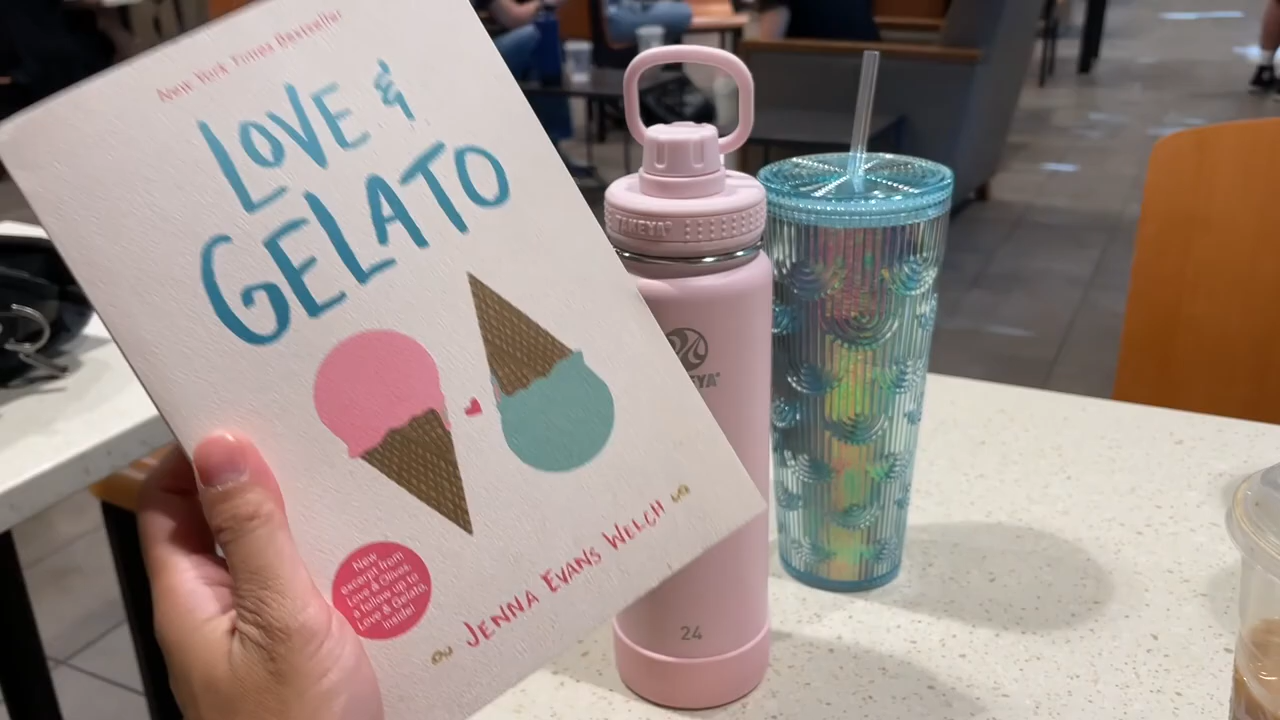 A New York Times Bestseller
LOVE &
GELATO
New
excerpt from
Love & Olives,
a follow up to
Love & Gelato,
inside!
JENNA EVANS WELCH
TAKEYA®
EYA®
24